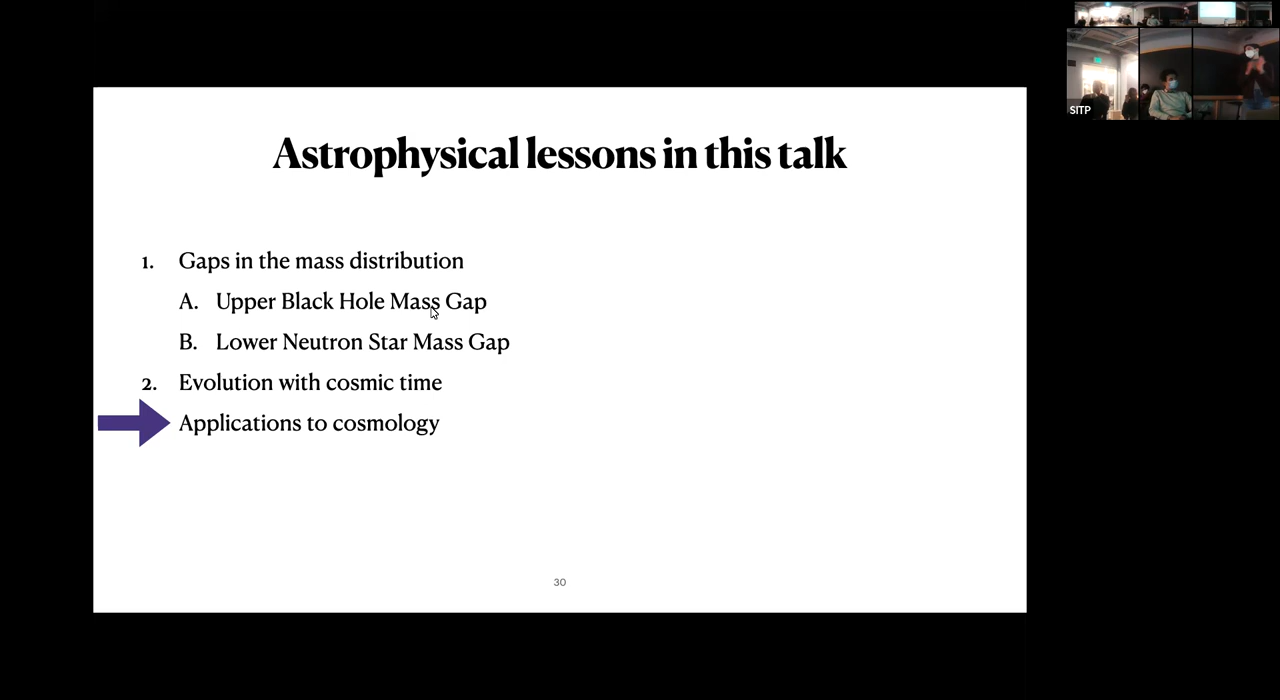 SITP
Astrophysical lessons in this talk
1. Gaps in the mass distribution
A. Upper Black Hole Mass Gap
B. Lower Neutron Star Mass Gap
2. Evolution with cosmic time
Applications to cosmology
30